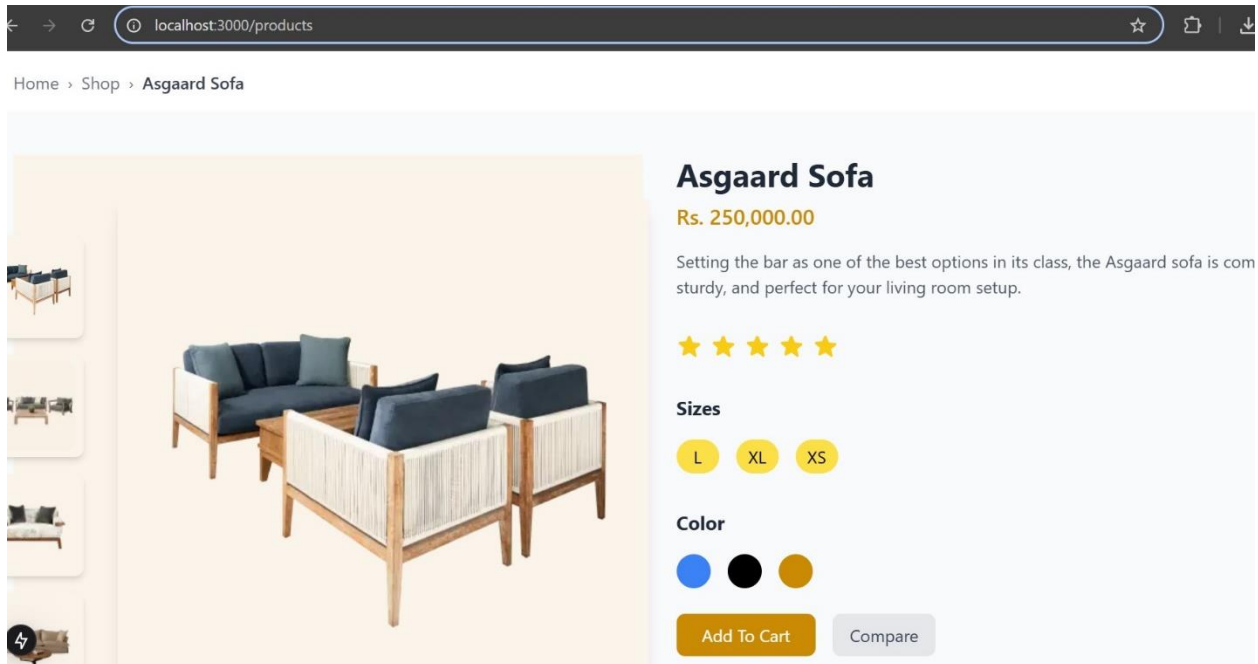 localhost:3000/products
Home › Shop › Asgaard Sofa
Asgaard Sofa
Rs. 250,000.00
Setting the bar as one of the best options in its class, the Asgaard sofa is com
sturdy, and perfect for your living room setup.
Sizes
L XL XS
Color
Add To Cart Compare